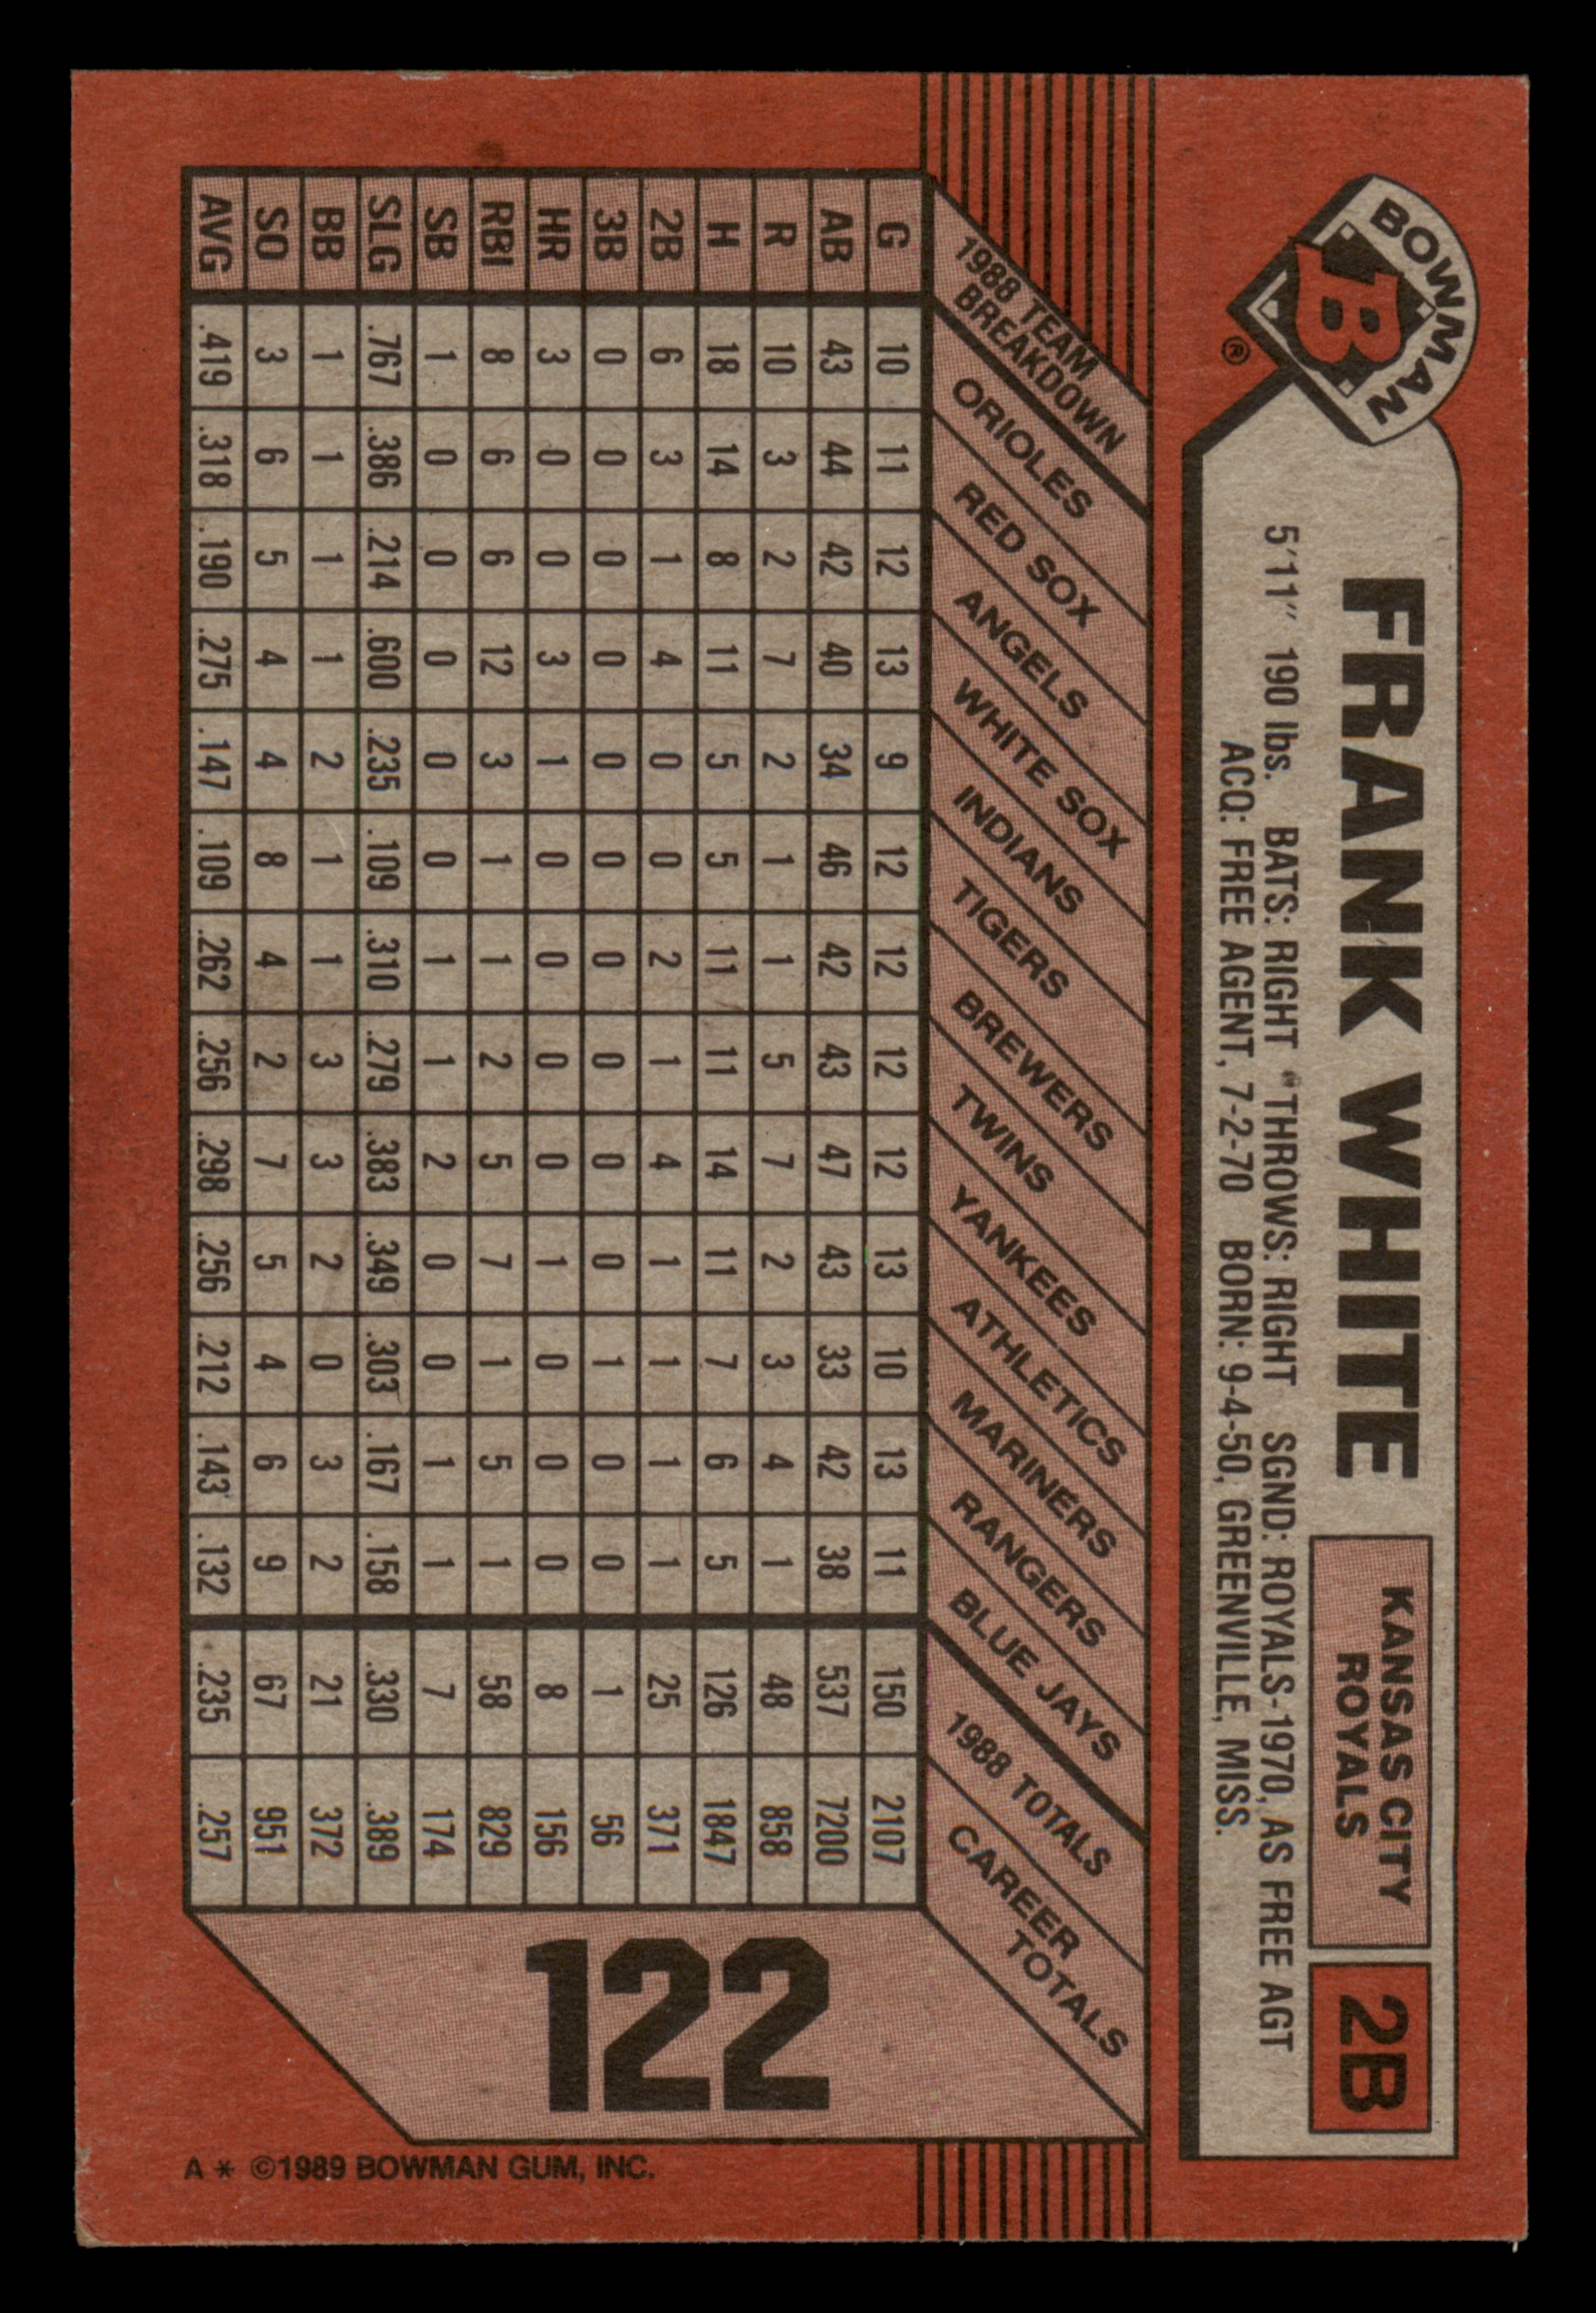 BOWMAN
B
®
FRANK WHITE
KANSAS CITY
ROYALS
2B
5'11" 190 lbs. BATS: RIGHT THROWS: RIGHT SGND: ROYALS-1970, AS FREE AGT
ACQ: FREE AGENT, 7-2-70 BORN: 9-4-50, GREENVILLE, MISS.
1988 TEAM BREAKDOWN G AB R H 2B 3B HR RBI SB SLG BB SO AVG
ORIOLES 10 43 10 18 6 0 3 8 1 .767 1 3 .419
RED SOX 11 44 3 14 3 0 0 6 0 .386 1 6 .318
ANGELS 12 42 2 8 1 0 0 6 0 .214 1 5 .190
WHITE SOX 13 40 7 11 4 0 3 12 0 .600 1 4 .275
INDIANS 9 34 2 5 0 0 1 3 0 .235 2 4 .147
TIGERS 12 46 1 5 0 0 0 1 0 .109 1 8 .109
BREWERS 12 42 1 11 2 0 0 1 1 .310 1 4 .262
TWINS 12 43 5 11 1 0 0 2 1 .279 3 2 .256
YANKEES 12 47 7 14 4 0 0 5 2 .383 3 7 .298
ATHLETICS 13 43 2 11 1 0 1 7 0 .349 2 5 .256
MARINERS 10 33 3 7 1 1 0 1 0 .303 0 4 .212
RANGERS 13 42 4 6 1 0 0 5 1 .167 3 6 .143
BLUE JAYS 11 38 1 5 1 0 0 1 1 .158 2 9 .132
1988 TOTALS 150 537 48 126 25 1 8 58 7 .330 21 67 .235
CAREER TOTALS 2107 7200 858 1847 371 56 156 829 174 .389 372 951 .257
122
A * ©1989 BOWMAN GUM, INC.